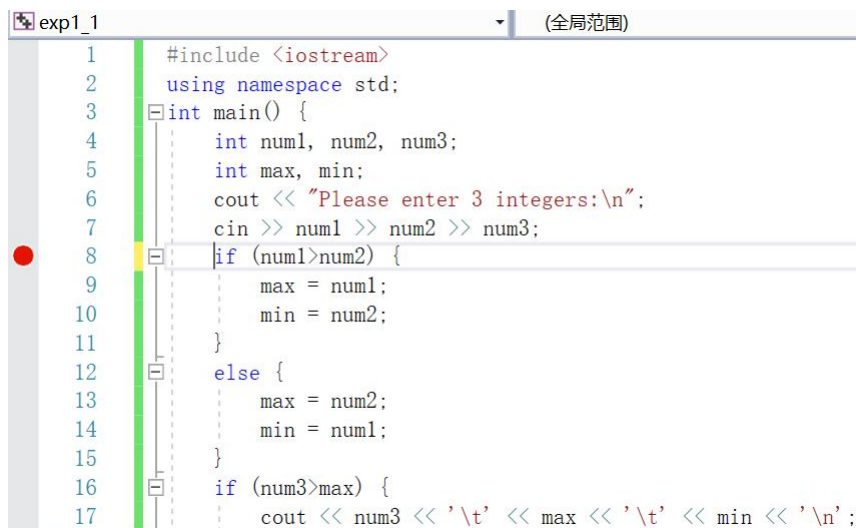 exp1_1 (全局范围)
1 #include <iostream>
2 using namespace std;
3 int main() {
4 int num1, num2, num3;
5 int max, min;
6 cout << "Please enter 3 integers:\n";
7 cin >> num1 >> num2 >> num3;
8 if (num1>num2) {
9 max = num1;
10 min = num2;
11 }
12 else {
13 max = num2;
14 min = num1;
15 }
16 if (num3>max) {
17 cout << num3 << '\t' << max << '\t' << min << '\n';